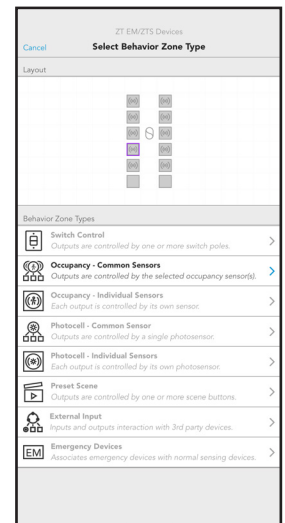 ZT EM/ZTS Devices
Cancel Select Behavior Zone Type
Layout
Behavior Zone Types
Switch Control
Outputs are controlled by one or more switch poles.
Occupancy - Common Sensors
Outputs are controlled by the selected occupancy sensor(s).
Occupancy - Individual Sensors
Each output is controlled by its own sensor.
Photocell - Common Sensor
Outputs are controlled by a single photosensor.
Photocell - Individual Sensors
Each output is controlled by its own photosensor.
Preset Scene
Outputs are controlled by one or more scene buttons.
External Input
Inputs and outputs interaction with 3rd party devices.
EM
Emergency Devices
Associates emergency devices with normal sensing devices.